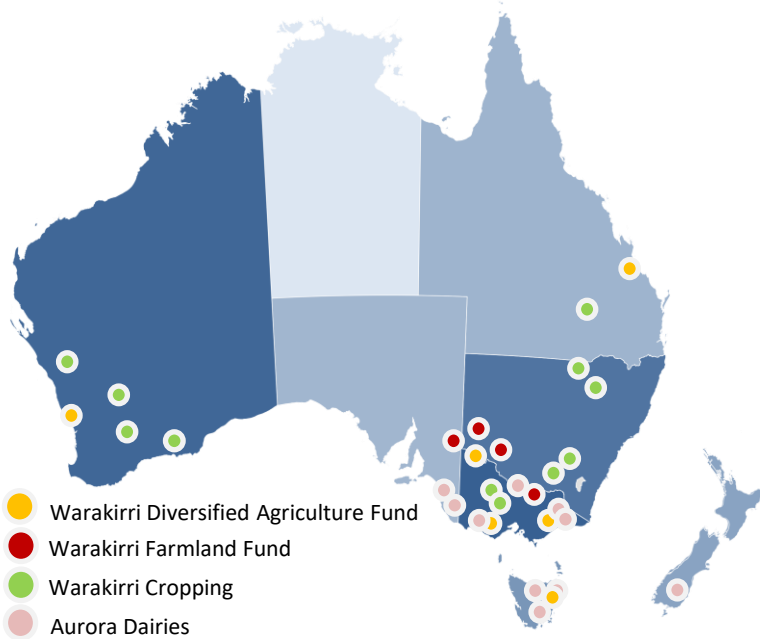 Warakirri Diversified Agriculture Fund
Warakirri Farmland Fund
Warakirri Cropping
Aurora Dairies